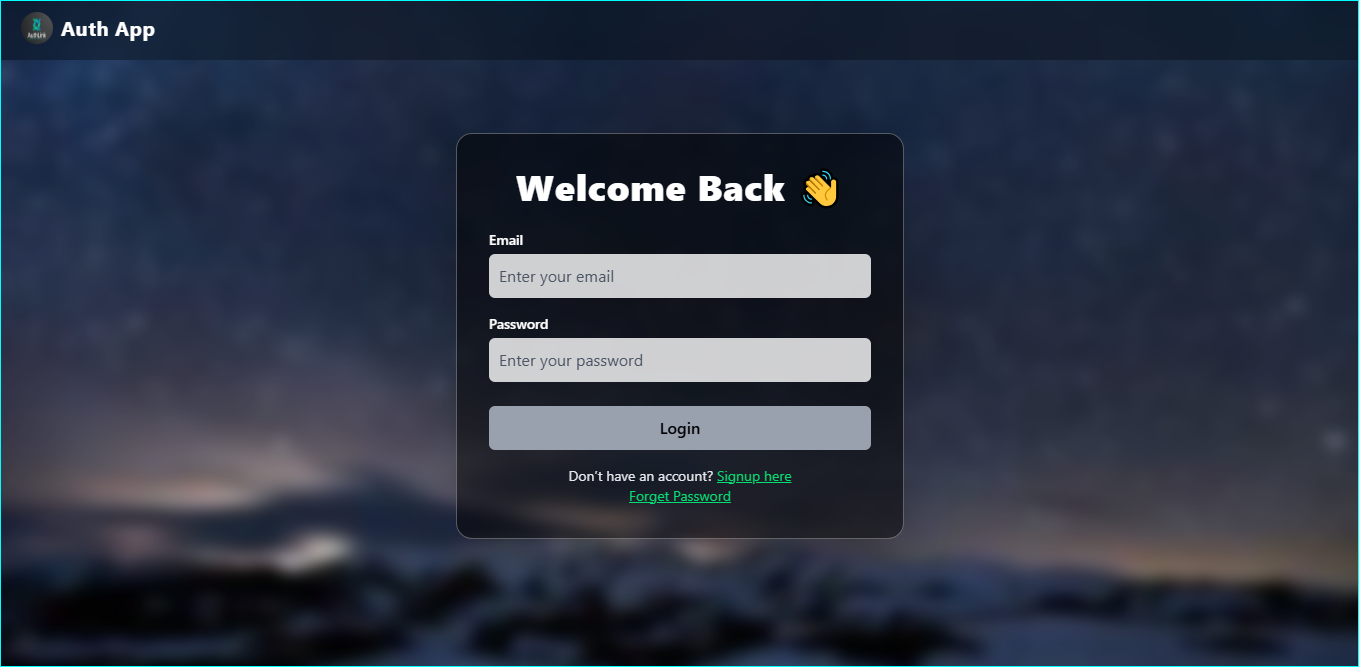 AuthLink
Auth App
Welcome Back 👋
Email
Enter your email
Password
Enter your password
Login
Don’t have an account? Signup here
Forget Password